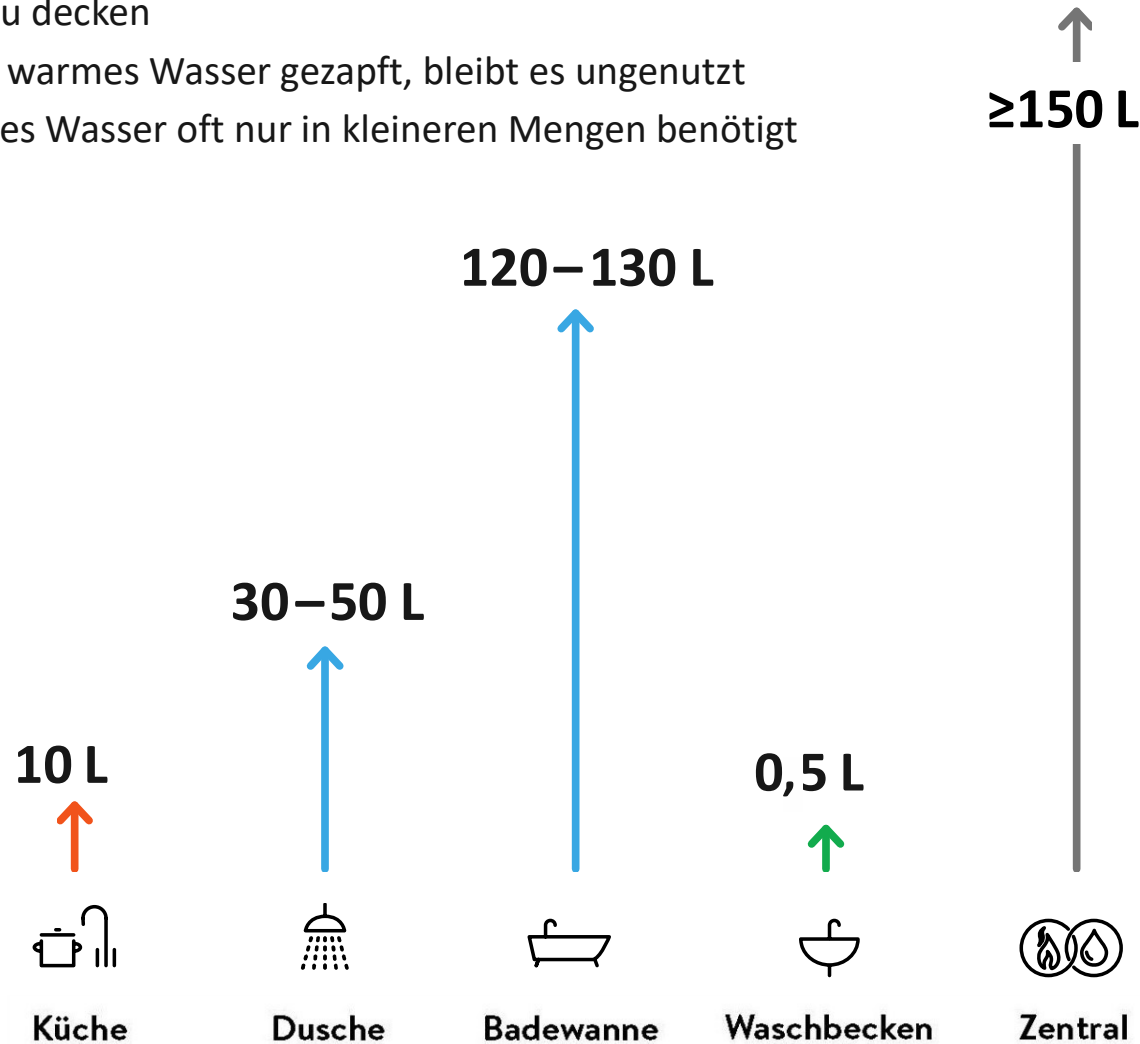 u decken
warmes Wasser gezapft, bleibt es ungenutzt
es Wasser oft nur in kleineren Mengen benötigt
≥150 L
120–130 L
30–50 L
10 L
0,5 L
Küche
Dusche
Badewanne
Waschbecken
Zentral